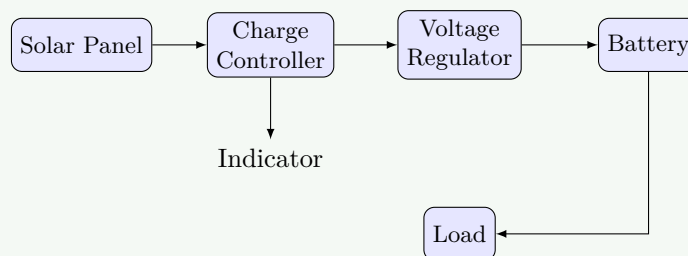 Solar Panel
Charge
Controller
Voltage
Regulator
Battery
Indicator
Load